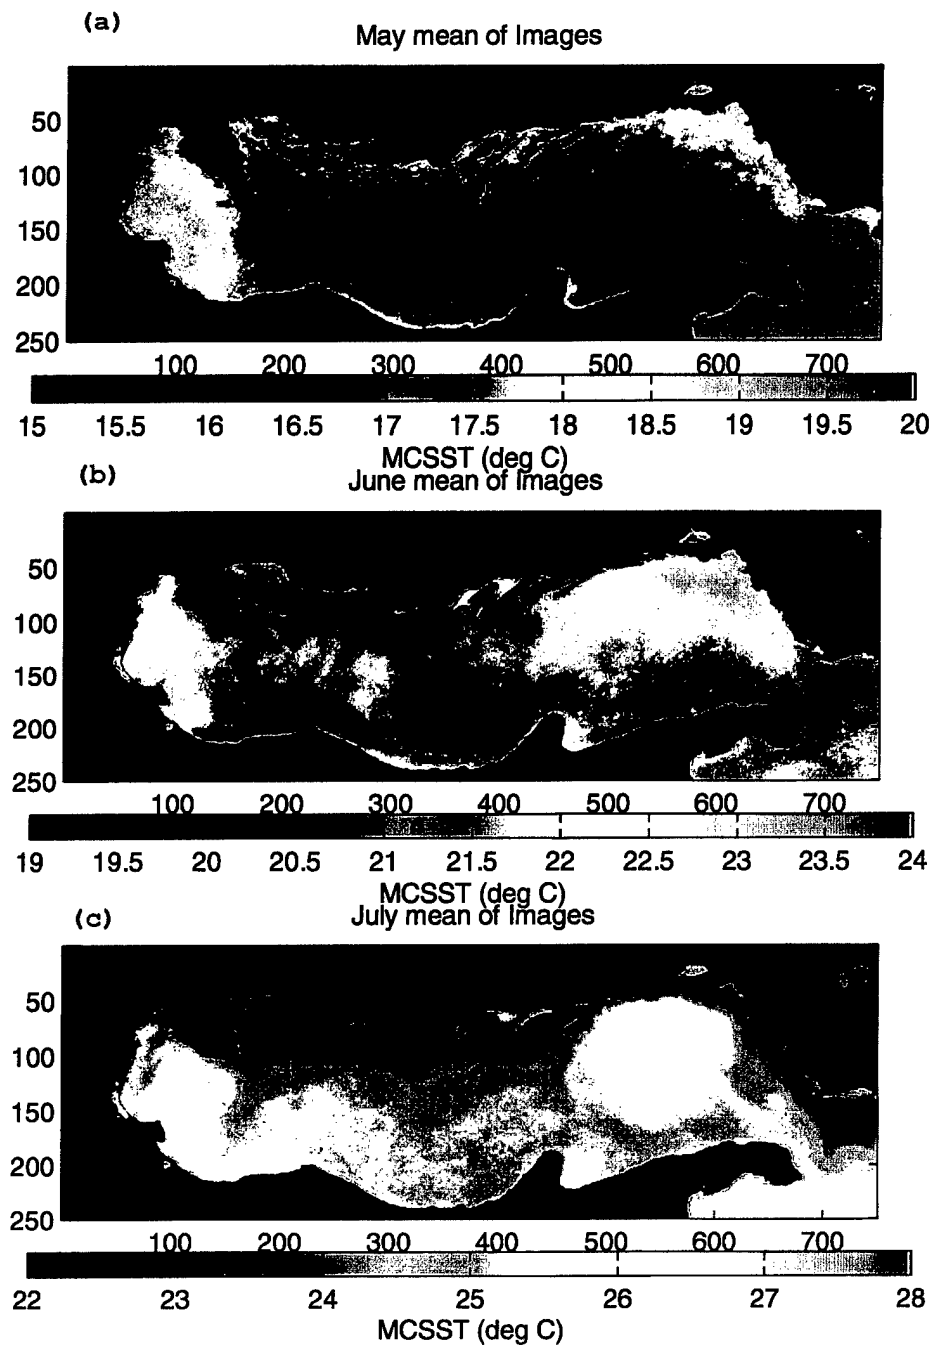 (a)
May mean of Images
50
100
150
200
250
100 200 300 400 500 600 700
15 15.5 16 16.5 17 17.5 18 18.5 19 19.5 20
MCSST (deg C)
(b)
June mean of Images
50
100
150
200
250
100 200 300 400 500 600 700
19 19.5 20 20.5 21 21.5 22 22.5 23 23.5 24
MCSST (deg C)
(c)
July mean of Images
50
100
150
200
250
100 200 300 400 500 600 700
22 23 24 25 26 27 28
MCSST (deg C)